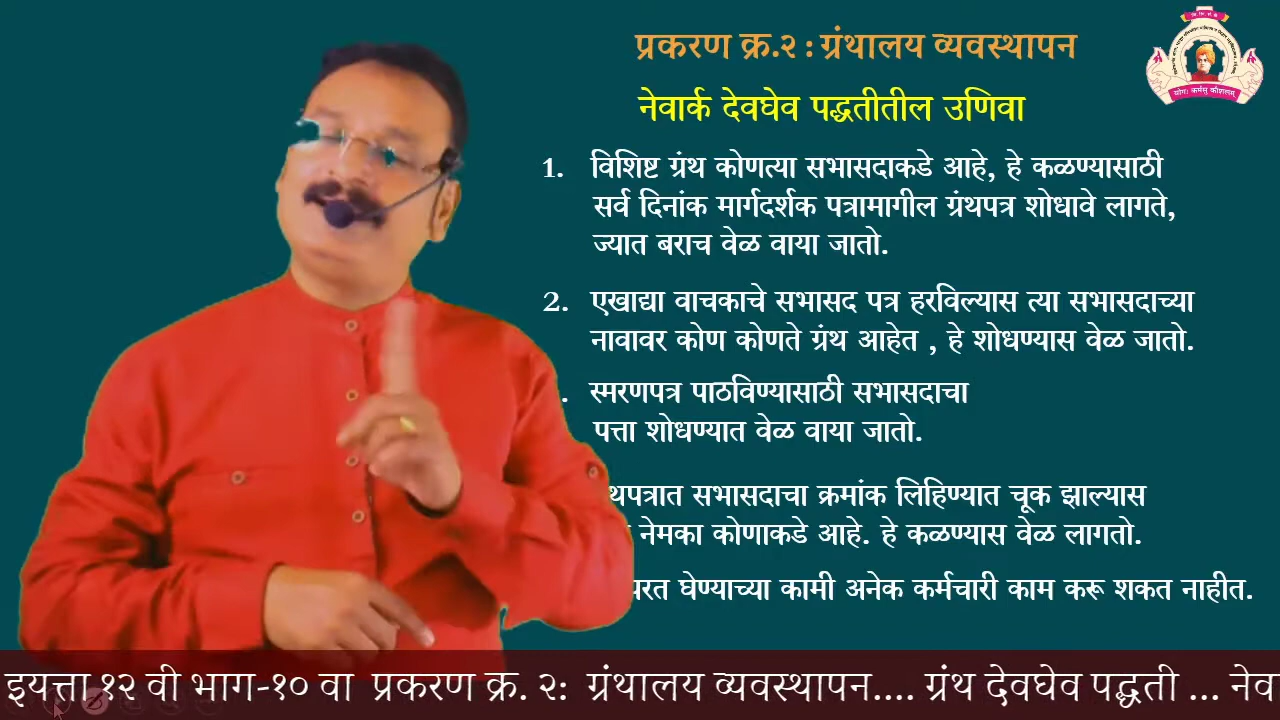 प्रकरण क्र.२ : ग्रंथालय व्यवस्थापन
नेवार्क देवघेव पद्धतीतील उणिवा
1. विशिष्ट ग्रंथ कोणत्या सभासदाकडे आहे, हे कळण्यासाठी
सर्व दिनांक मार्गदर्शक पत्रामागील ग्रंथपत्र शोधावे लागते,
ज्यात बराच वेळ वाया जातो.
2. एखाद्या वाचकाचे सभासद पत्र हरविल्यास त्या सभासदाच्या
नावावर कोण कोणते ग्रंथ आहेत , हे शोधण्यास वेळ जातो.
. स्मरणपत्र पाठविण्यासाठी सभासदाचा
पत्ता शोधण्यात वेळ वाया जातो.
थपत्रात सभासदाचा क्रमांक लिहिण्यात चूक झाल्यास
नेमका कोणाकडे आहे. हे कळण्यास वेळ लागतो.
परत घेण्याच्या कामी अनेक कर्मचारी काम करू शकत नाहीत.
योगः कर्मसु कौशलम्
इयत्ता १२ वी भाग-१० वा प्रकरण क्र. २: ग्रंथालय व्यवस्थापन.... ग्रंथ देवघेव पद्धती ... नेव